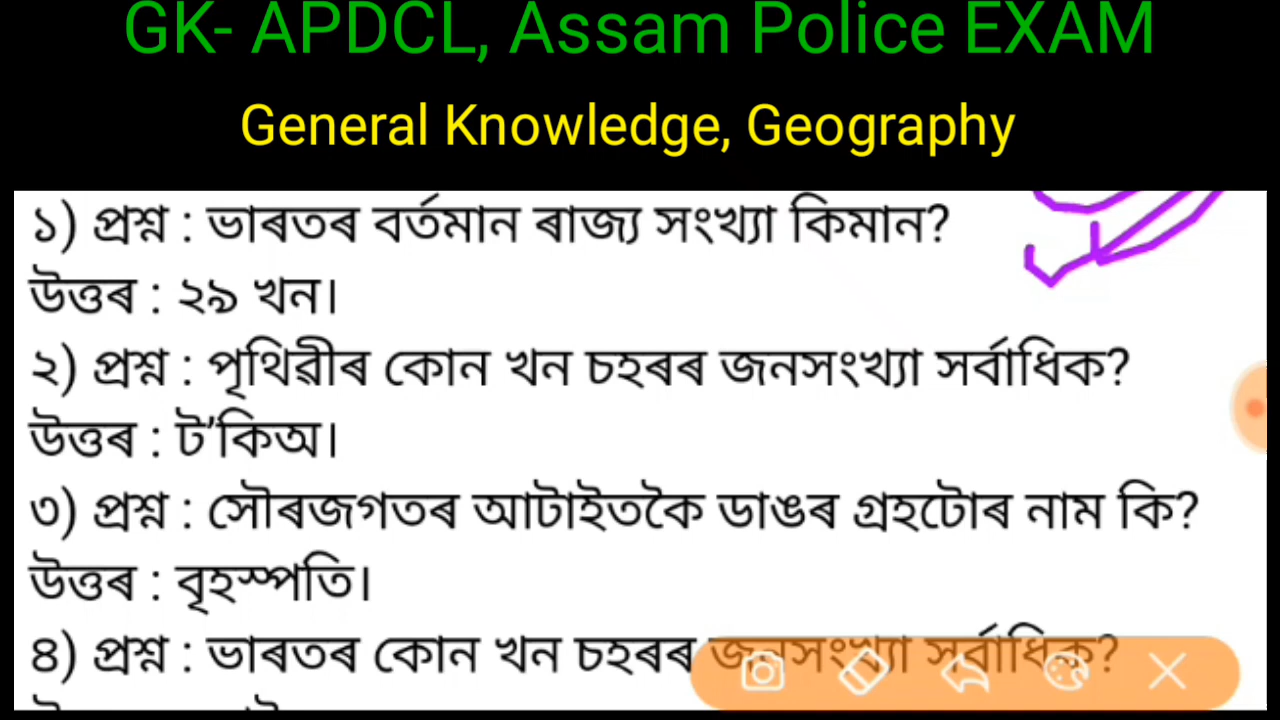 GK- APDCL, Assam Police EXAM
General Knowledge, Geography
১) প্ৰশ্ন : ভাৰতৰ বৰ্তমান ৰাজ্য সংখ্যা কিমান?
উত্তৰ : ২৯ খন।
২) প্ৰশ্ন : পৃথিৱীৰ কোন খন চহৰৰ জনসংখ্যা সৰ্বাধিক?
উত্তৰ : ট'কিঅ।
৩) প্ৰশ্ন : সৌৰজগতৰ আটাইতকৈ ডাঙৰ গ্ৰহটোৰ নাম কি?
উত্তৰ : বৃহস্পতি।
৪) প্ৰশ্ন : ভাৰতৰ কোন খন চহৰৰ জনসংখ্যা সৰ্বাধিক?